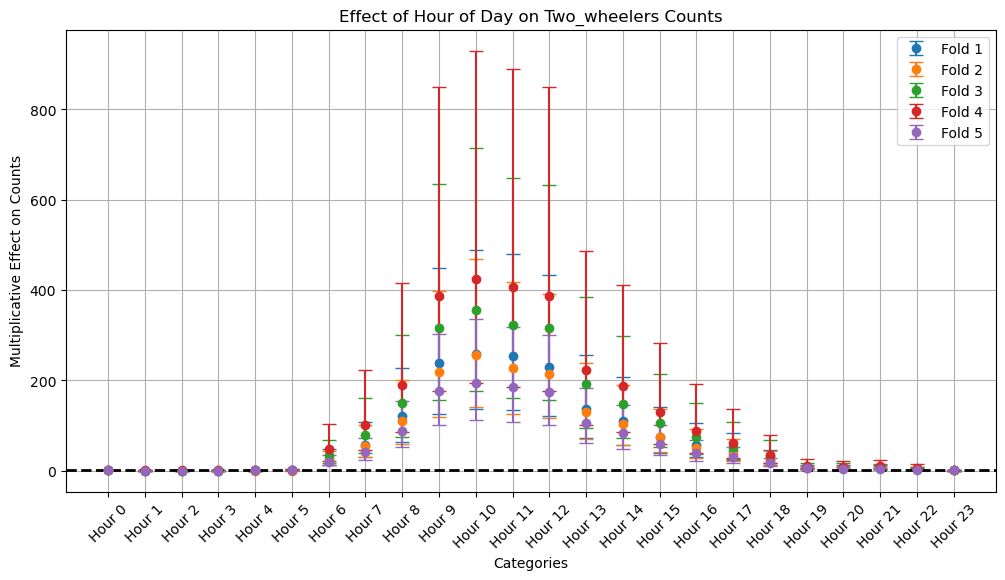 Effect of Hour of Day on Two_wheelers Counts
Multiplicative Effect on Counts
800
600
400
200
0
Fold 1
Fold 2
Fold 3
Fold 4
Fold 5
Hour 0
Hour 1
Hour 2
Hour 3
Hour 4
Hour 5
Hour 6
Hour 7
Hour 8
Hour 9
Hour 10
Hour 11
Hour 12
Hour 13
Hour 14
Hour 15
Hour 16
Hour 17
Hour 18
Hour 19
Hour 20
Hour 21
Hour 22
Hour 23
Categories